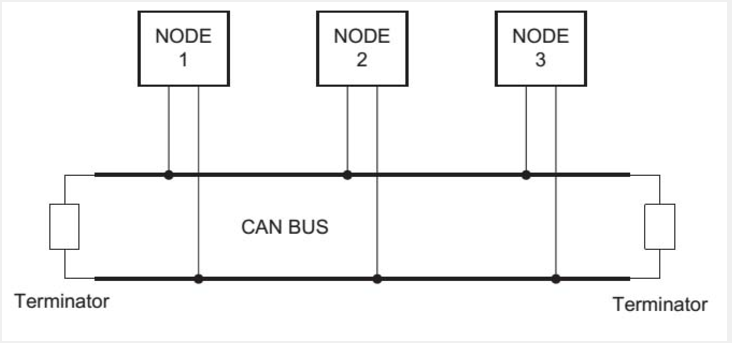 NODE
1
NODE
2
NODE
3
CAN BUS
Terminator
Terminator